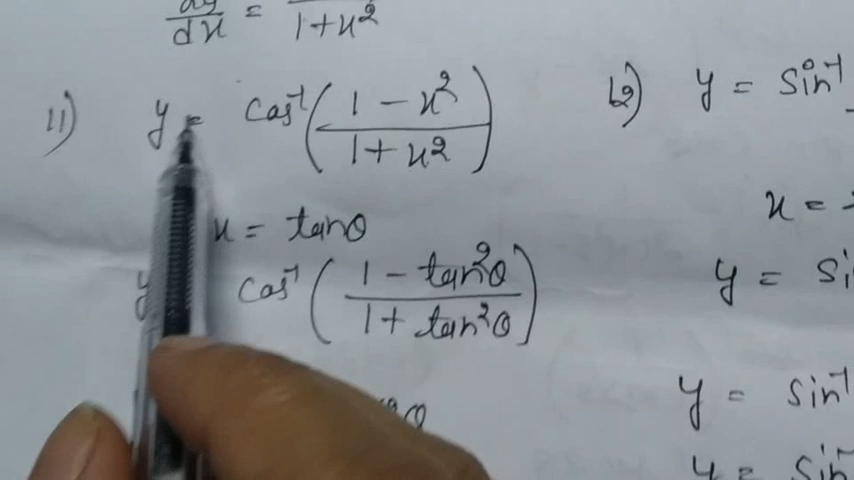 dy/dx = /1+x²
11) y = cos⁻¹(1 - x²/1 + x²)
x = tanθ
y cos⁻¹(1 - tan²θ/1 + tan²θ)
12) y = sin⁻¹
x =
y = si
y = sin⁻¹
y = sin⁻¹